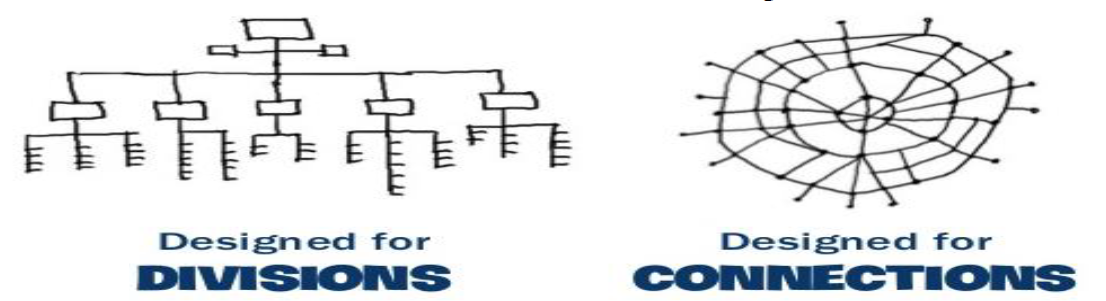 Designed for
DIVISIONS
Designed for
CONNECTIONS